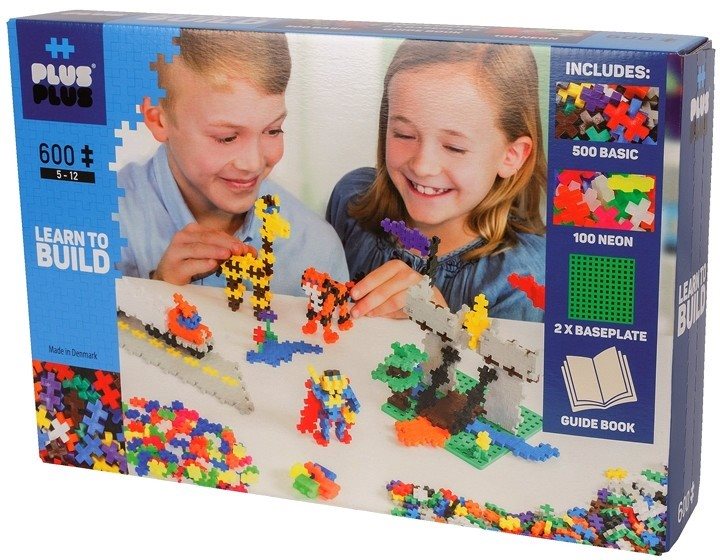 PLUS
PLUS
600
5 - 12
LEARN TO
BUILD
Made in Denmark
INCLUDES:
500 BASIC
100 NEON
2 X BASEPLATE
GUIDE BOOK
LEARN TO
BUILD
600